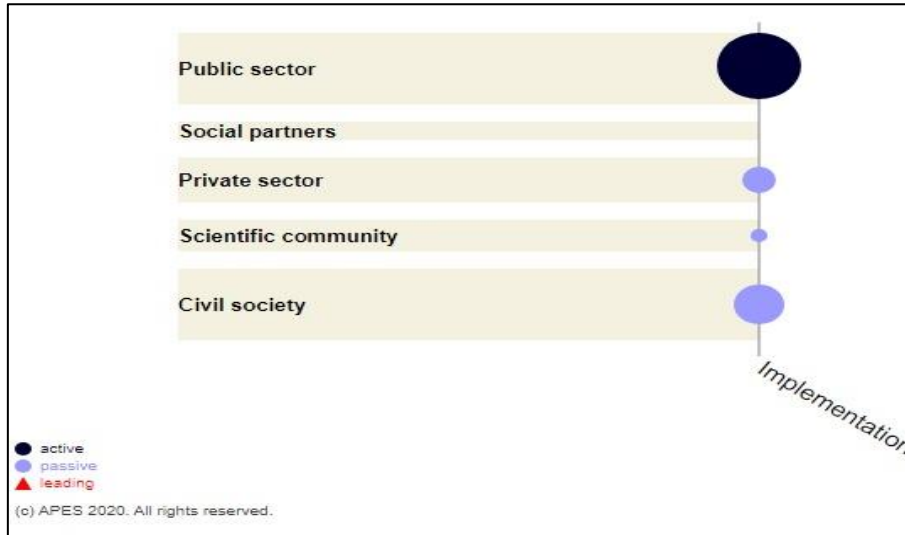 Public sector
Social partners
Private sector
Scientific community
Civil society
Implementation
active
passive
leading
(c) APES 2020. All rights reserved.